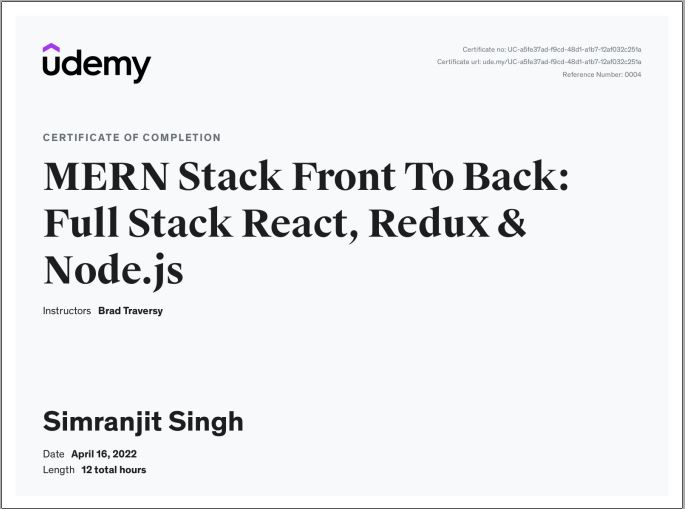 udemy
Certificate no: UC-a5fe37ad-f9cd-48d1-a1b7-12af032c251a
Certificate url: ude.my/UC-a5fe37ad-f9cd-48d1-a1b7-12af032c251a
Reference Number: 0004
CERTIFICATE OF COMPLETION
MERN Stack Front To Back:
Full Stack React, Redux &
Node.js
Instructors Brad Traversy
Simranjit Singh
Date April 16, 2022
Length 12 total hours